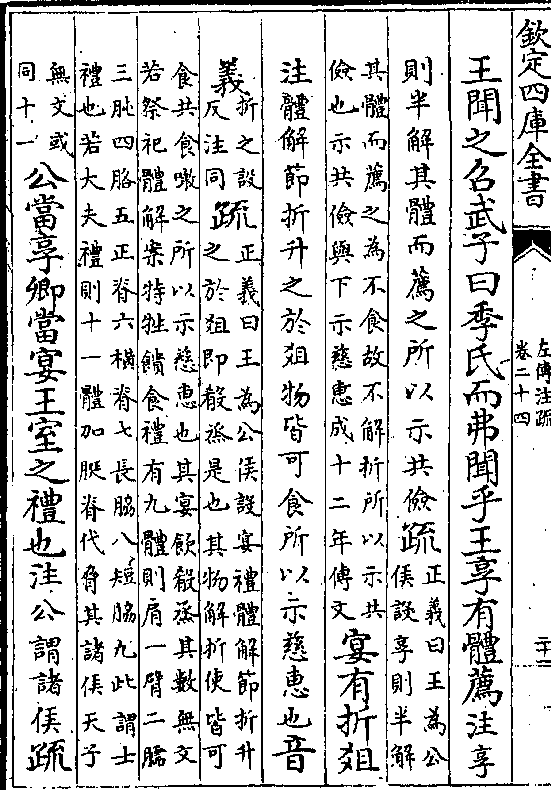 欽定四庫全書
左傳注疏
卷二十四
王聞之召武子曰季氏而弗聞乎王享有體薦注享
則半解其體而薦之所以示共儉疏正義曰王為公
侯設享則半解
其體而薦之為不食故不解折所以示共
儉也示共儉與下示慈惠成十二年傳文宴有折俎
注體解節折升之於俎物皆可食所以示慈惠也音
義折之設
反注同疏正義曰王為公侯設宴禮體解節折升
之於俎即殽烝是也其物解折使皆可
食共食噉之所以示慈惠也其宴飲殽烝其數無文
若祭祀體解案特牲饋食禮有九體則肩一臂二臑
三肫四胳五正脊六橫脊七長脇八短脇九此謂士
禮也若大夫禮則十一體加脡脊代脅其諸侯天子
無文或
同十一公當享卿當宴王室之禮也注公謂諸侯疏